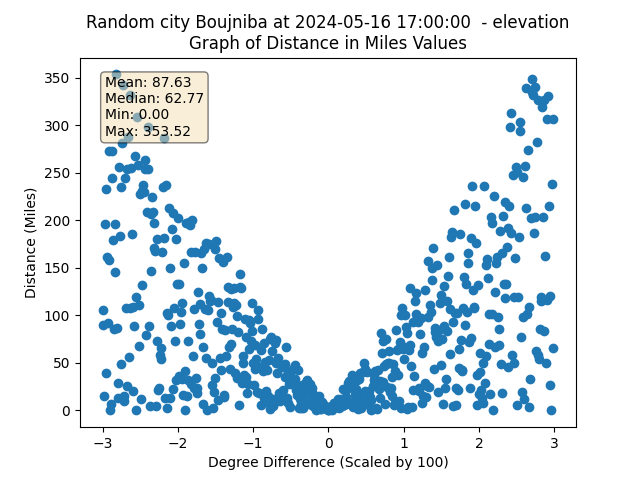 Random city Boujniba at 2024-05-16 17:00:00  - elevation
Graph of Distance in Miles Values
Mean: 87.63
Median: 62.77
Min: 0.00
Max: 353.52
Distance (Miles)
350
300
250
200
150
100
50
0
−3 −2 −1 0 1 2 3
Degree Difference (Scaled by 100)